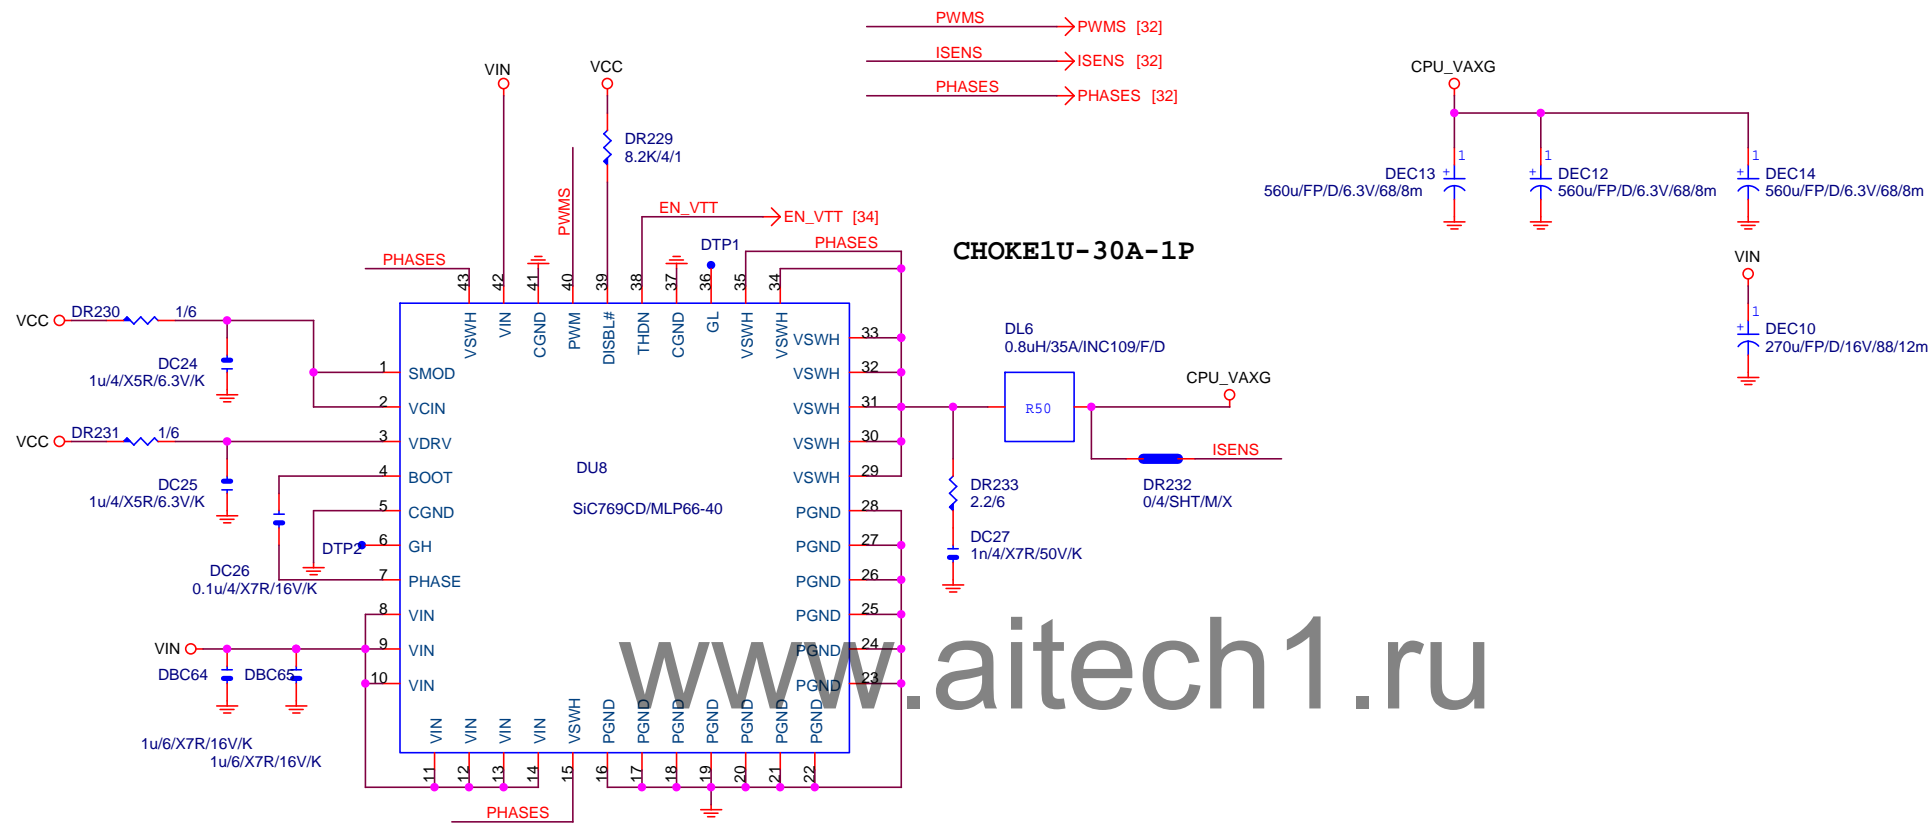 PWMS
PWMS [32]
ISENS
ISENS [32]
PHASES
PHASES [32]
VIN
VCC
DR229
8.2K/4/1
PWMS
EN_VTT
EN_VTT [34]
DTP1
PHASES
PHASES
CHOKE1U-30A-1P
CPU_VAXG
1
DEC13
560u/FP/D/6.3V/68/8m
1
DEC12
560u/FP/D/6.3V/68/8m
1
DEC14
560u/FP/D/6.3V/68/8m
VIN
1
DEC10
270u/FP/D/16V/88/12m
43
42
41
40
39
38
37
36
35
34
VSWH
VIN
CGND
PWM
DISBL#
THDN
CGND
GL
VSWH
VSWH
VCC
DR230
1/6
DC24
1u/4/X5R/6.3V/K
VCC
DR231
1/6
DC25
1u/4/X5R/6.3V/K
DTP2
DC26
0.1u/4/X7R/16V/K
VIN
DBC64
DBC65
1u/6/X7R/16V/K
1u/6/X7R/16V/K
1 SMOD
2 VCIN
3 VDRV
4 BOOT
5 CGND
6 GH
7 PHASE
8 VIN
9 VIN
10 VIN
DU8
SiC769CD/MLP66-40
VSWH 33
VSWH 32
VSWH 31
VSWH 30
VSWH 29
PGND 28
PGND 27
PGND 26
PGND 25
PGND 24
PGND 23
VIN
VIN
VIN
VIN
VSWH
PGND
PGND
PGND
PGND
PGND
PGND
PGND
11
12
13
14
15
16
17
18
19
20
21
22
PHASES
DL6
0.8uH/35A/INC109/F/D
R50
CPU_VAXG
ISENS
DR232
0/4/SHT/M/X
DR233
2.2/6
DC27
1n/4/X7R/50V/K
www.aitech1.ru